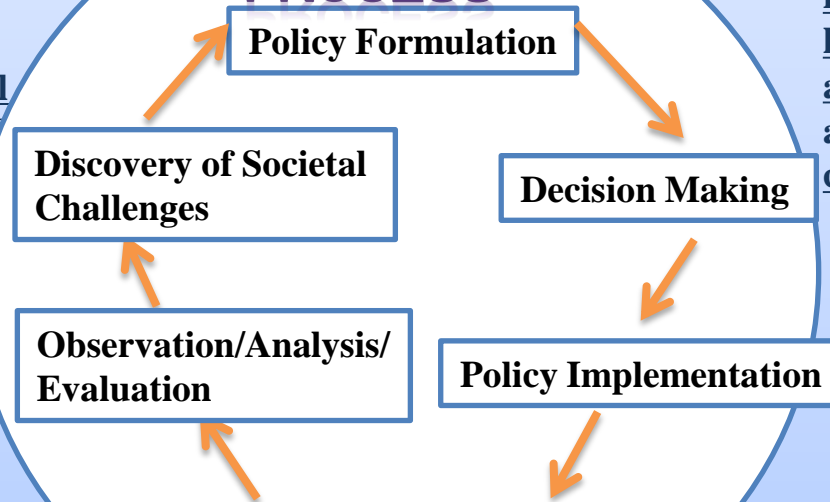 Policy Formulation
Discovery of Societal
Challenges
Decision Making
Observation/Analysis/
Evaluation
Policy Implementation